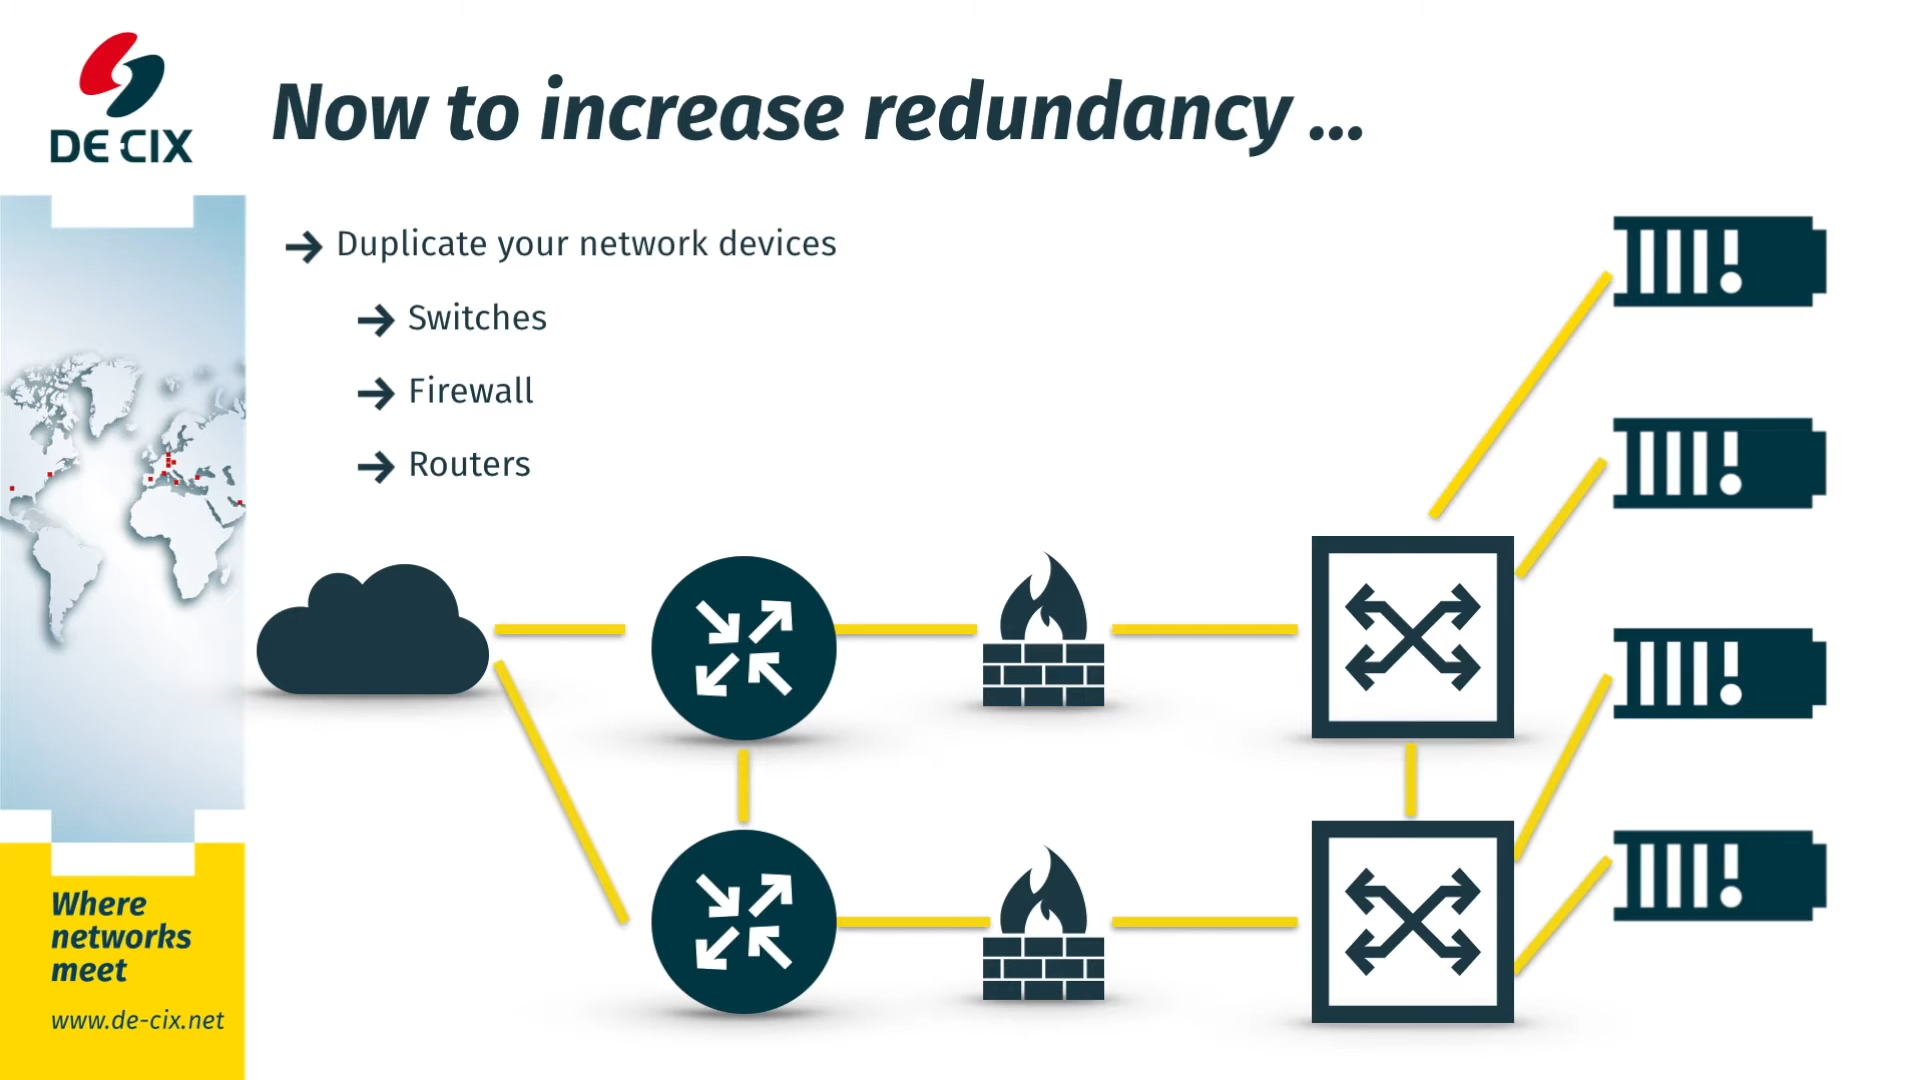 DE CIX
Now to increase redundancy ...
Duplicate your network devices
Switches
Firewall
Routers
Where
networks
meet
www.de-cix.net